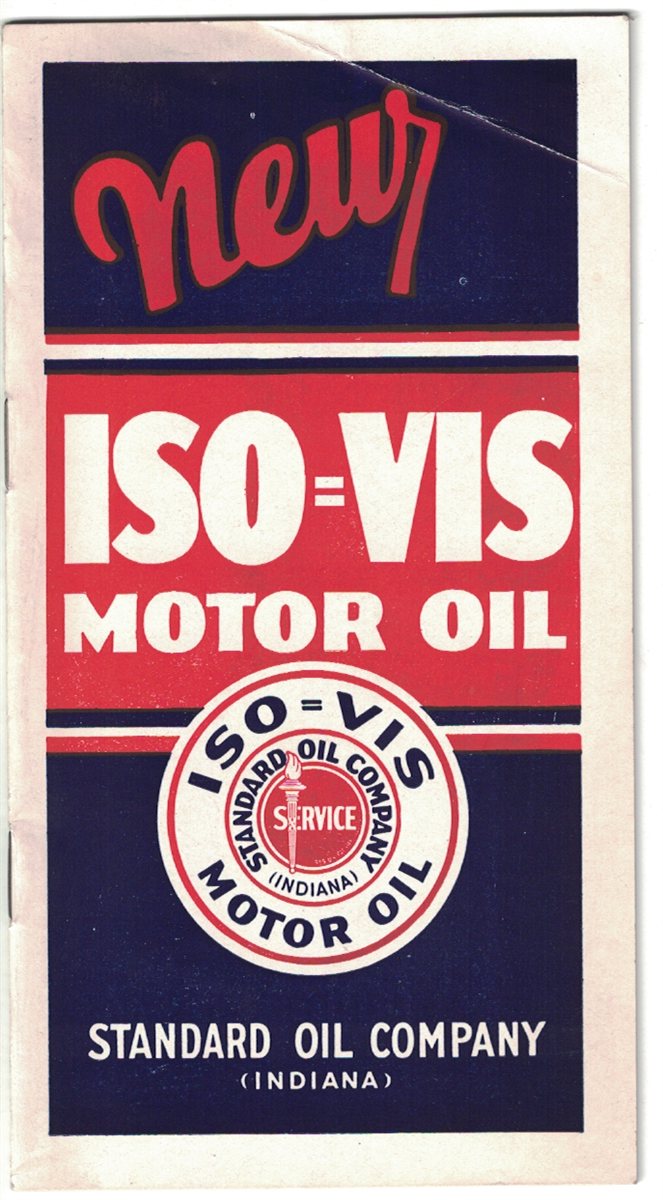 New
ISO=VIS
MOTOR OIL
ISO=VIS
STANDARD OIL COMPANY
SERVICE
(INDIANA)
MOTOR OIL
STANDARD OIL COMPANY
(INDIANA)